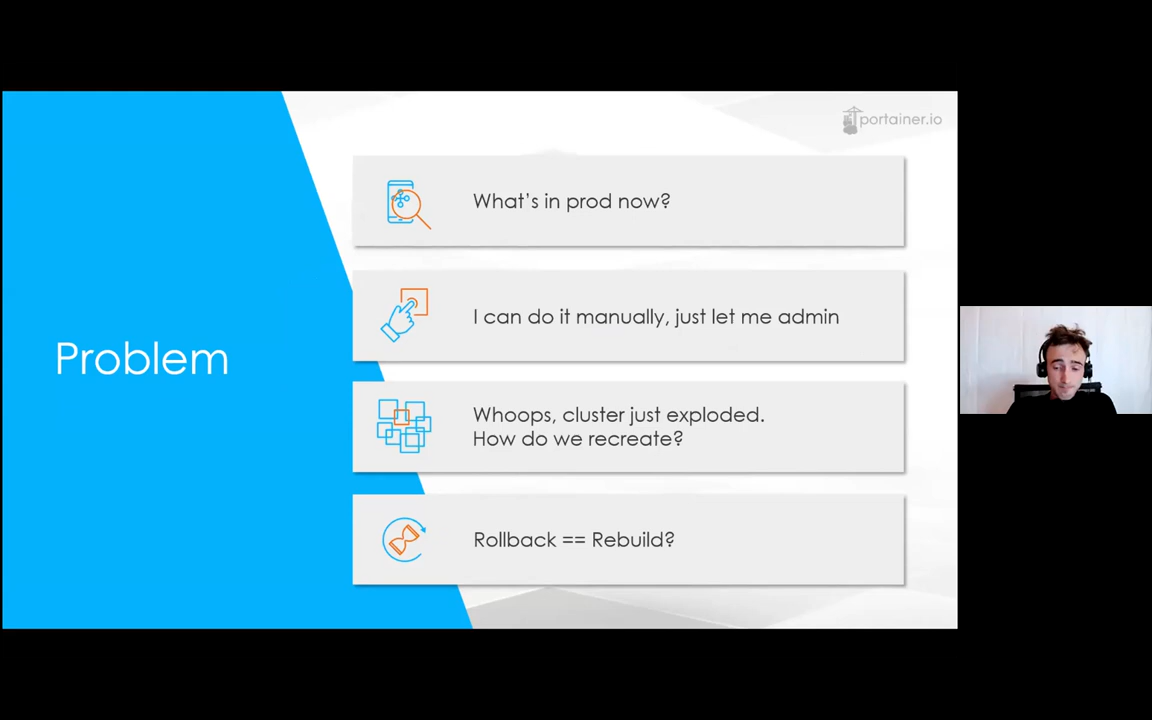 portainer.io
What's in prod now?
I can do it manually, just let me admin
Problem
Whoops, cluster just exploded.
How do we recreate?
Rollback == Rebuild?